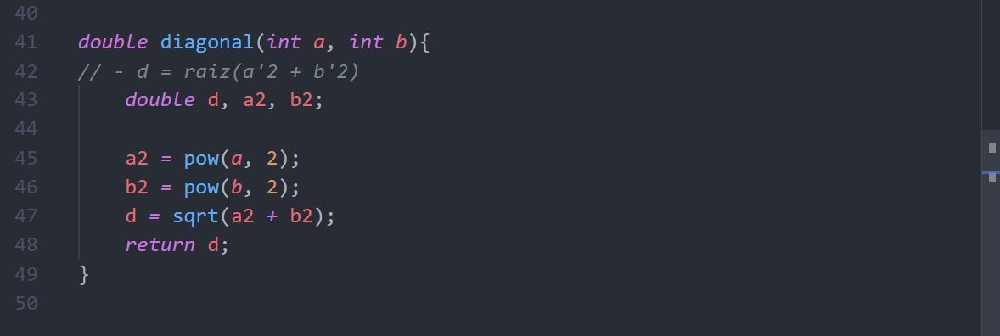 40
41 double diagonal(int a, int b){
42 // - d = raiz(a'2 + b'2)
43 double d, a2, b2;
44
45 a2 = pow(a, 2);
46 b2 = pow(b, 2);
47 d = sqrt(a2 + b2);
48 return d;
49 }
50